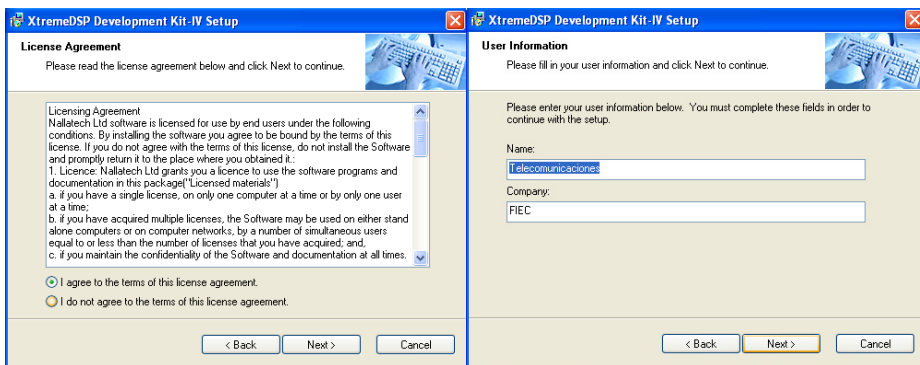 XtremeDSP Development Kit-IV Setup
License Agreement
Please read the license agreement below and click Next to continue.
Licensing Agreement
Nallatech Ltd software is licensed for use by end users under the following
conditions. By installing the software you agree to be bound by the terms of this
license. If you do not agree with the terms of this license, do not install the Software
and promptly return it to the place where you obtained it.:
1. Licence: Nallatech Ltd grants you a licence to use the software programs and
documentation in this package("Licensed materials")
a. if you have a single license, on only one computer at a time or by only one user
at a time;
b. if you have acquired multiple licenses, the Software may be used on either stand
alone computers or on computer networks, by a number of simultaneous users
equal to or less than the number of licenses that you have acquired; and,
c. if you maintain the confidentiality of the Software and documentation at all times.
I agree to the terms of this license agreement.
I do not agree to the terms of this license agreement.
< Back
Next >
Cancel
XtremeDSP Development Kit-IV Setup
User Information
Please fill in your user information and click Next to continue.
Please enter your user information below. You must complete these fields in order to
continue with the setup.
Name:
Telecomunicaciones
Company:
FIEC
< Back
Next >
Cancel